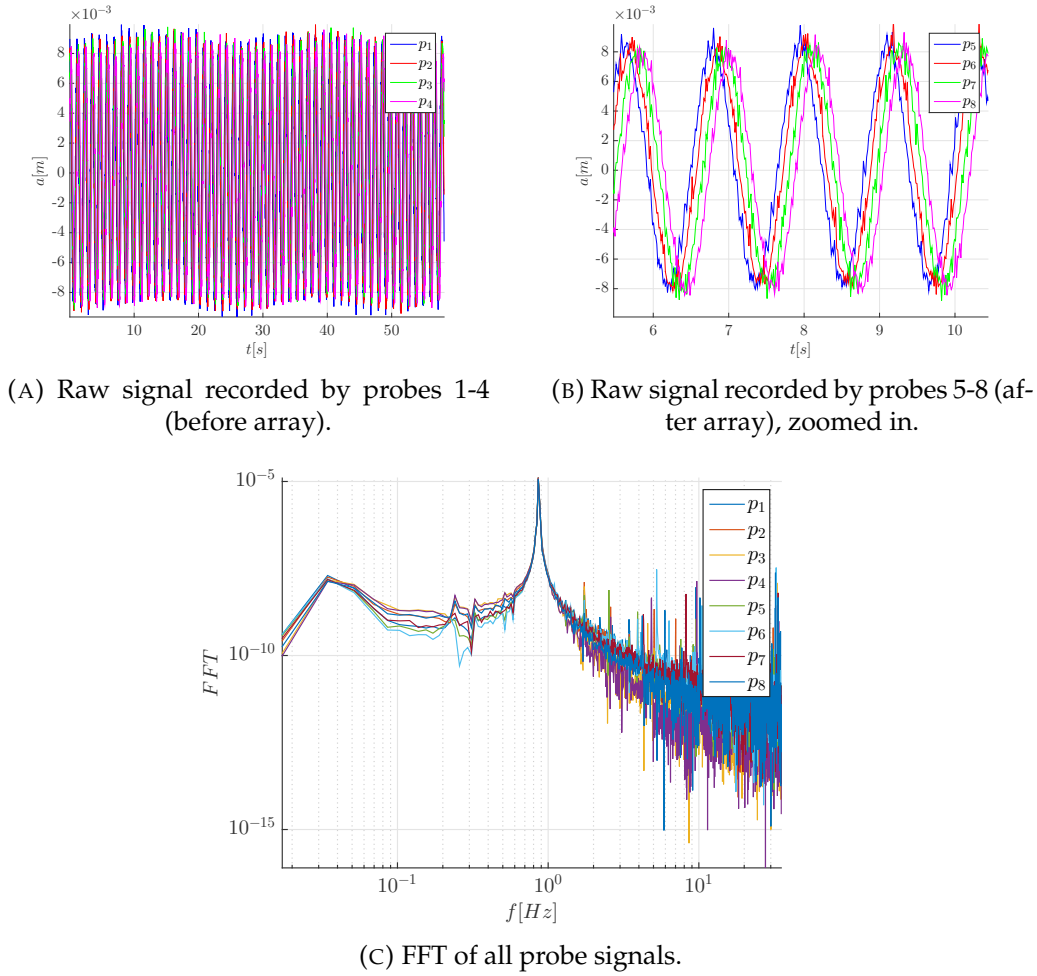 ×10⁻³
8
6
4
2
0
-2
-4
-6
-8
a[m]
10 20 30 40 50
t[s]
p₁
p₂
p₃
p₄
×10⁻³
8
6
4
2
0
-2
-4
-6
-8
a[m]
6 7 8 9 10
t[s]
p₅
p₆
p₇
p₈
(A) Raw signal recorded by probes 1-4
(before array).
(B) Raw signal recorded by probes 5-8 (af-
ter array), zoomed in.
10⁻⁵
10⁻¹⁰
10⁻¹⁵
FFT
10⁻¹ 10⁰ 10¹
f[Hz]
p₁
p₂
p₃
p₄
p₅
p₆
p₇
p₈
(C) FFT of all probe signals.